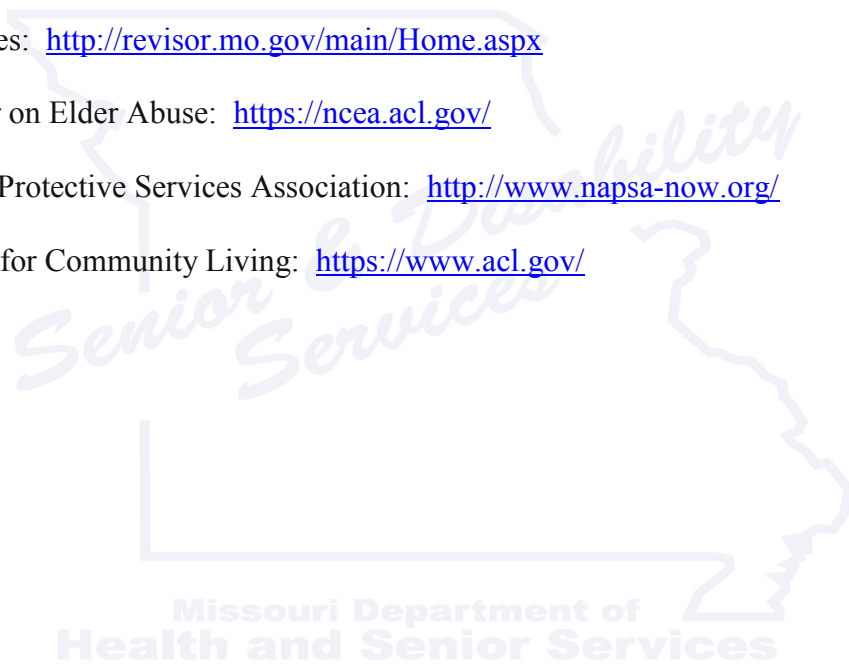 es: http://revisor.mo.gov/main/Home.aspx
r on Elder Abuse: https://ncea.acl.gov/
Protective Services Association: http://www.napsa-now.org/
for Community Living: https://www.acl.gov/
Senior & Disability
Services
Missouri Department of
Health and Senior Services